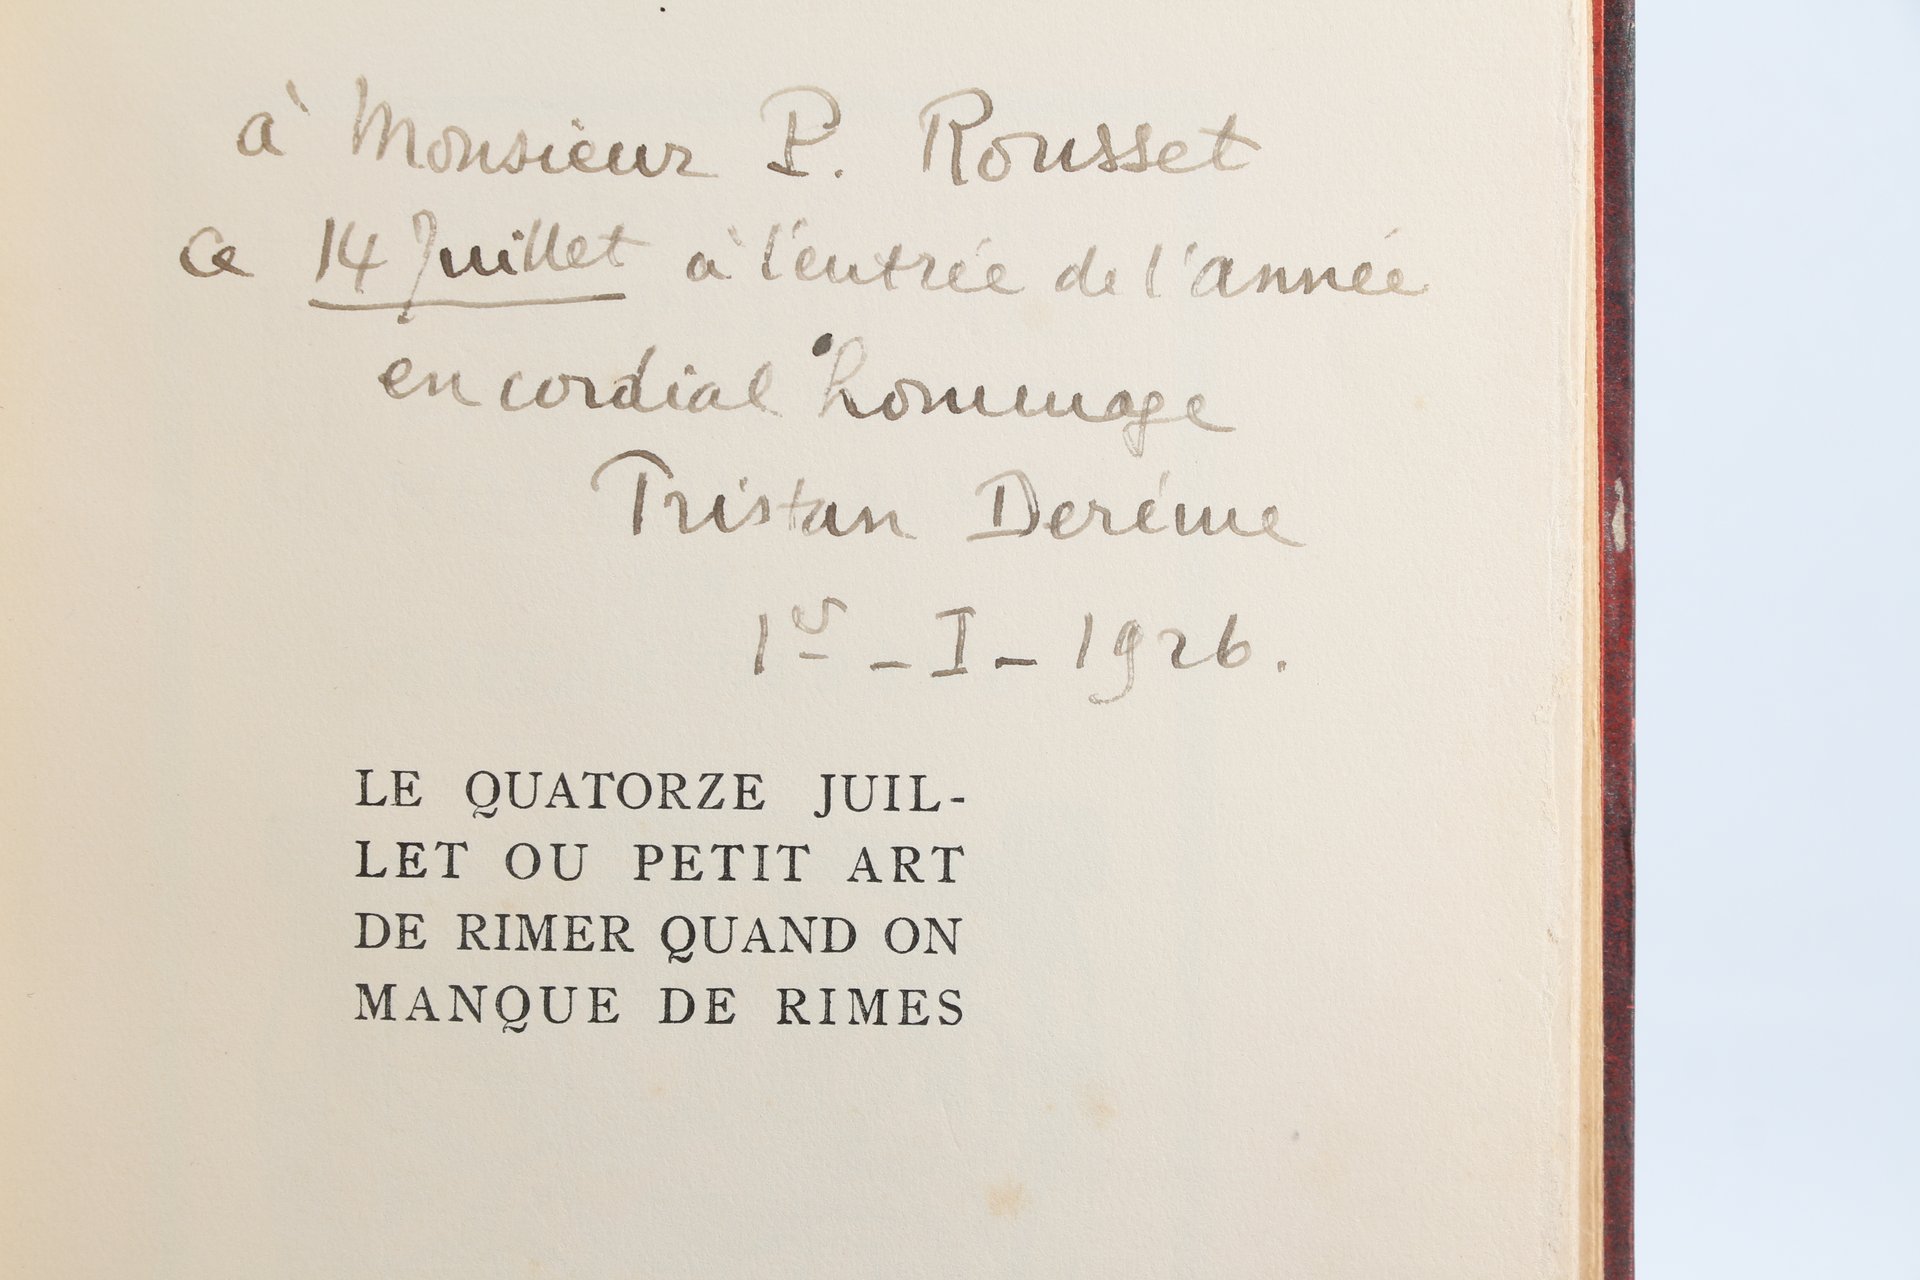 à Monsieur P. Rousset
ce 14 Juillet à l'entrée de l'année
en cordial hommage
Tristan Derème
1er - I - 1926.
LE QUATORZE JUIL-
LET OU PETIT ART
DE RIMER QUAND ON
MANQUE DE RIMES